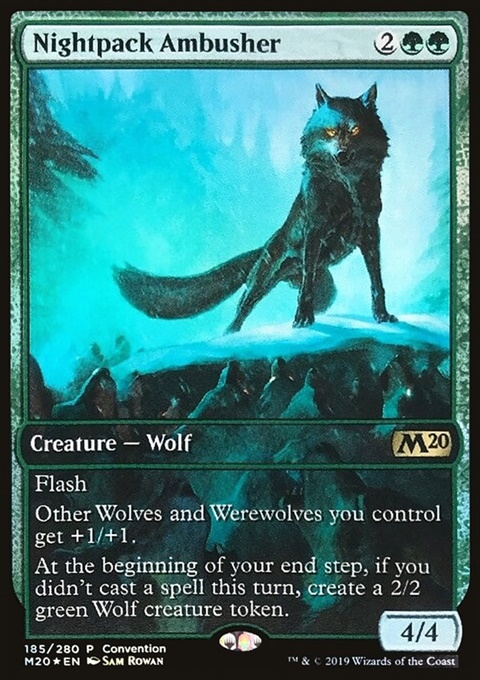 Nightpack Ambusher 2
Creature — Wolf M20
Flash
Other Wolves and Werewolves you control
get +1/+1.
At the beginning of your end step, if you
didn't cast a spell this turn, create a 2/2
green Wolf creature token.
4/4
185/280 P Convention
M20★EN Sam Rowan
™ & © 2019 Wizards of the Coast